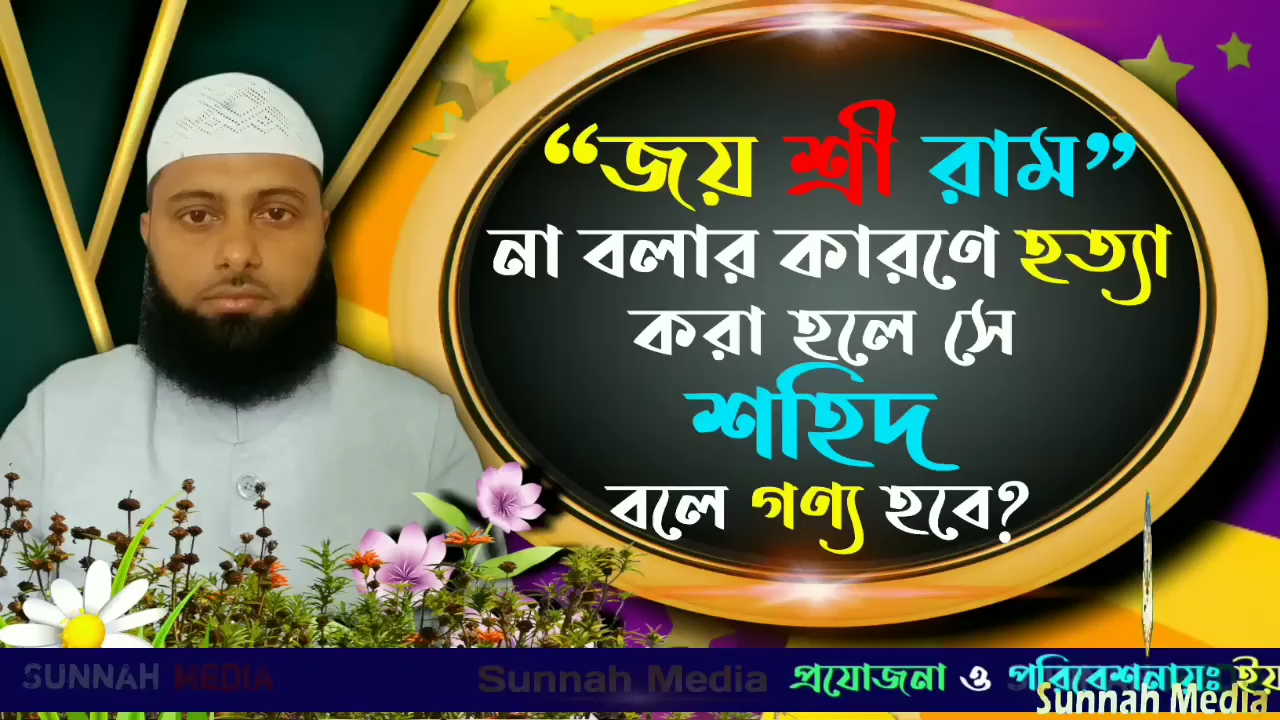 “জয় শ্রী রাম”
না বলার কারণে হত্যা
করা হলে সে
শহিদ
বলে গণ্য হবে?
SUNNAH MEDIA
Sunnah Media
প্রযোজনা ও পরিবেশনায়ঃ
Sunnah Media